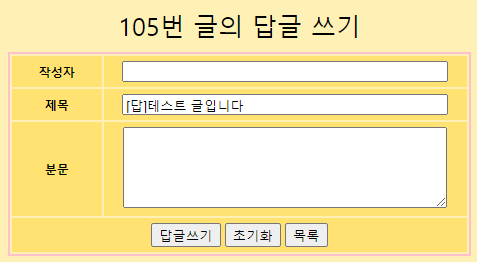 105번 글의 답글 쓰기
작성자
제목 [답]테스트 글입니다
분문
답글쓰기 초기화 목록